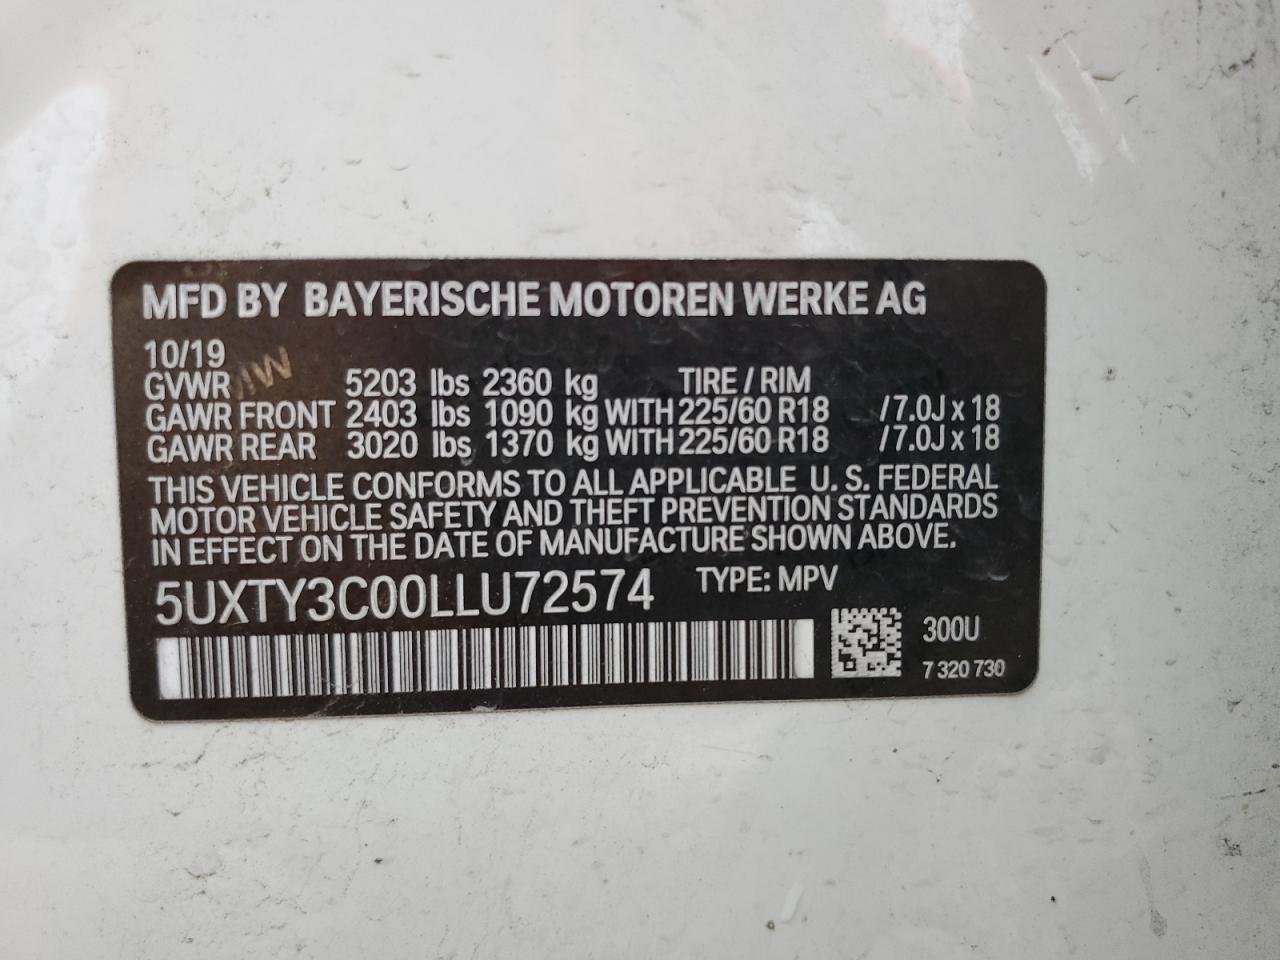 MFD BY BAYERISCHE MOTOREN WERKE AG
10/19
GVWR 5203 lbs 2360 kg TIRE / RIM
GAWR FRONT 2403 lbs 1090 kg WITH 225/60 R18 /7.0J x 18
GAWR REAR 3020 lbs 1370 kg WITH 225/60 R18 /7.0J x 18
THIS VEHICLE CONFORMS TO ALL APPLICABLE U. S. FEDERAL
MOTOR VEHICLE SAFETY AND THEFT PREVENTION STANDARDS
IN EFFECT ON THE DATE OF MANUFACTURE SHOWN ABOVE.
5UXTY3C00LLU72574 TYPE: MPV
300U
7 320 730